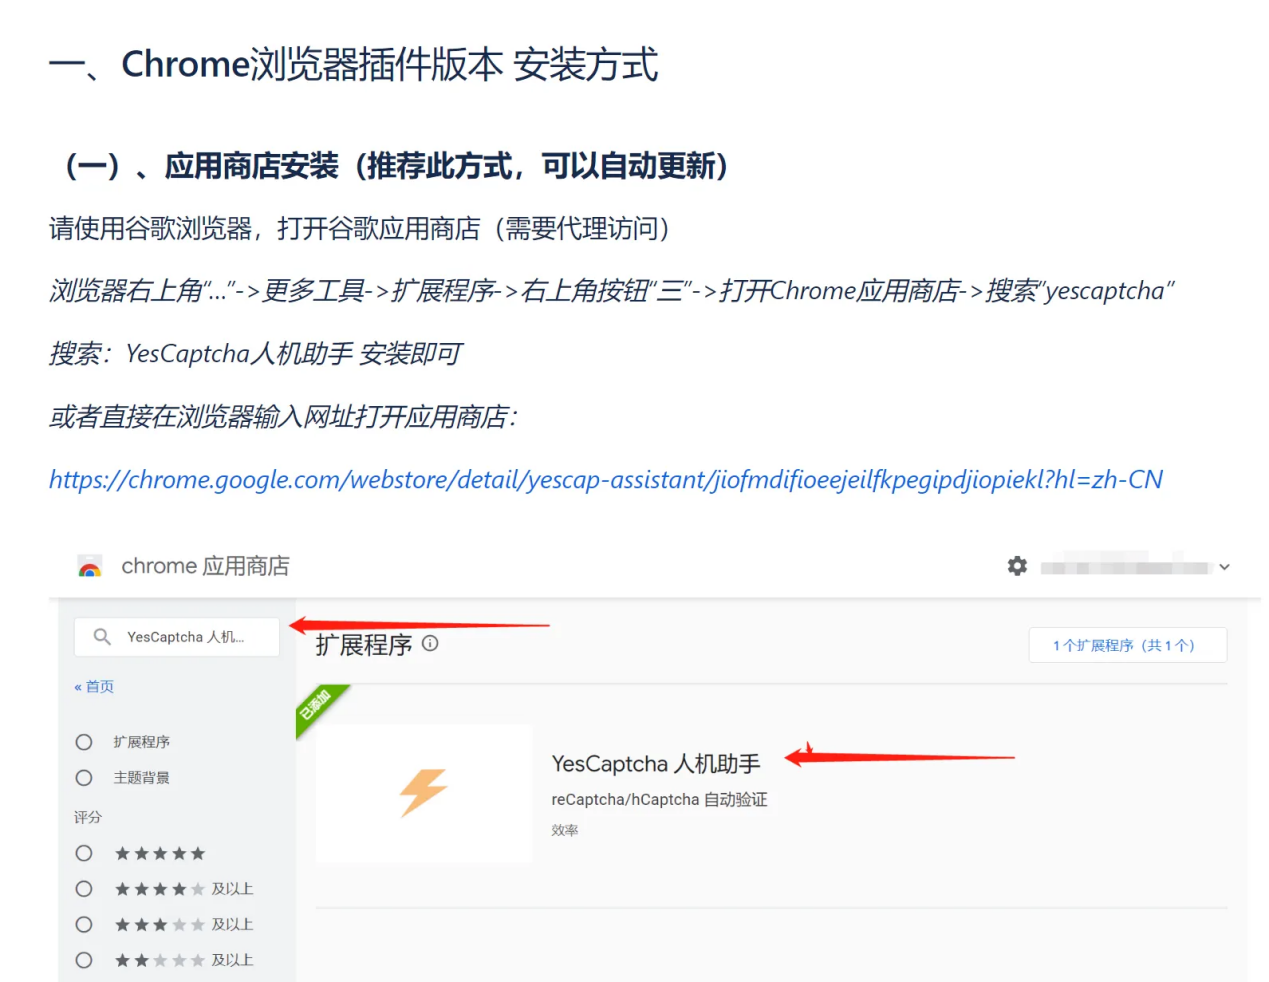 一、Chrome浏览器插件版本 安装方式
（一）、应用商店安装（推荐此方式，可以自动更新）
请使用谷歌浏览器，打开谷歌应用商店（需要代理访问）
浏览器右上角“...”->更多工具->扩展程序->右上角按钮“三”->打开Chrome应用商店->搜索“yescaptcha”
搜索：YesCaptcha人机助手 安装即可
或者直接在浏览器输入网址打开应用商店：
https://chrome.google.com/webstore/detail/yescap-assistant/jiofmdifioeejeilfkpegipdjiopiekl?hl=zh-CN
chrome 应用商店
YesCaptcha 人机...
扩展程序
1 个扩展程序（共 1 个）
« 首页
已添加
扩展程序
主题背景
YesCaptcha 人机助手
reCaptcha/hCaptcha 自动验证
效率
评分
及以上
及以上
及以上